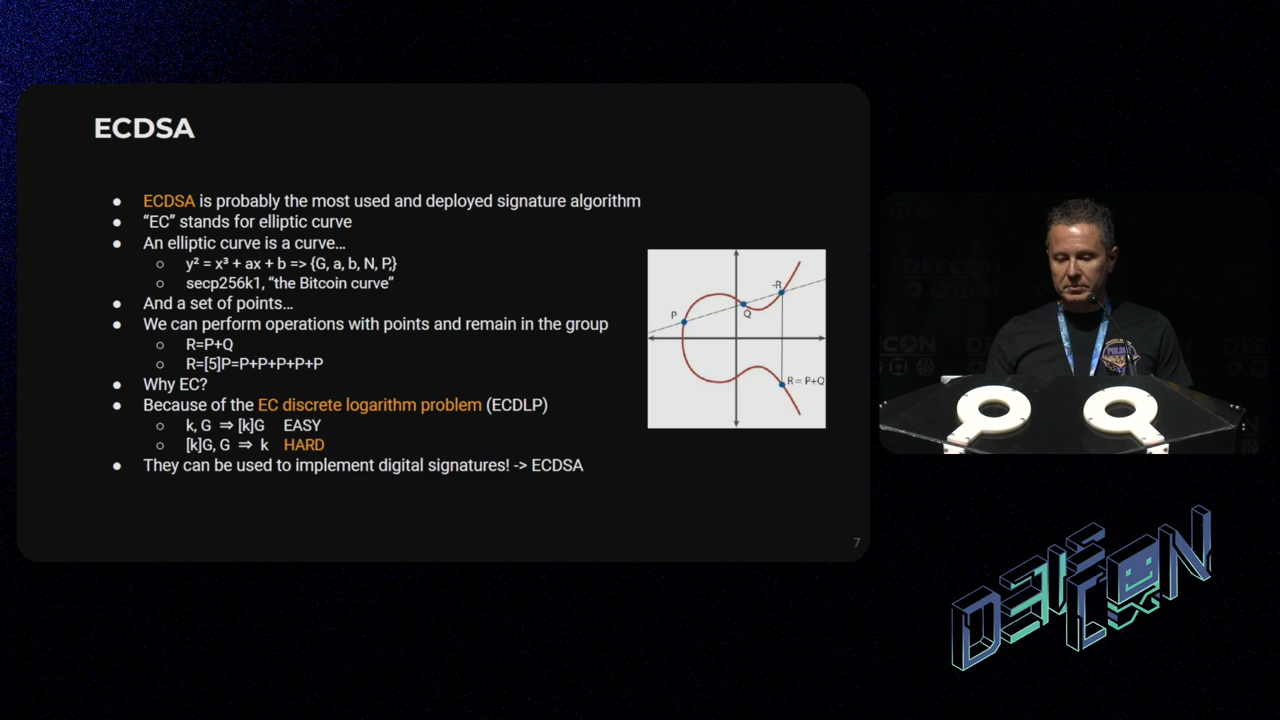 ECDSA
● ECDSA is probably the most used and deployed signature algorithm
● “EC” stands for elliptic curve
● An elliptic curve is a curve…
○ y² = x³ + ax + b => {G, a, b, N, P,}
○ secp256k1, “the Bitcoin curve”
● And a set of points…
● We can perform operations with points and remain in the group
○ R=P+Q
○ R=[5]P=P+P+P+P+P
● Why EC?
● Because of the EC discrete logarithm problem (ECDLP)
○ k, G ⇒ [k]G EASY
○ [k]G, G ⇒ k HARD
● They can be used to implement digital signatures! -> ECDSA
-R
P
Q
R = P+Q
7
DEFCON